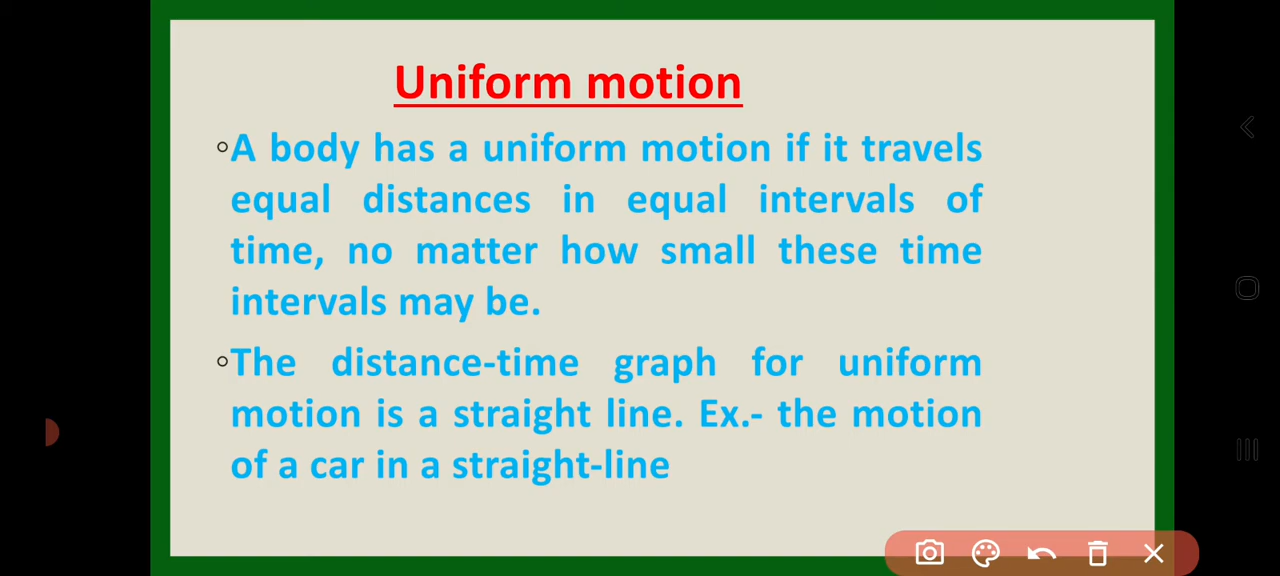 Uniform motion
◦A body has a uniform motion if it travels
equal distances in equal intervals of
time, no matter how small these time
intervals may be.
◦The distance-time graph for uniform
motion is a straight line. Ex.- the motion
of a car in a straight-line